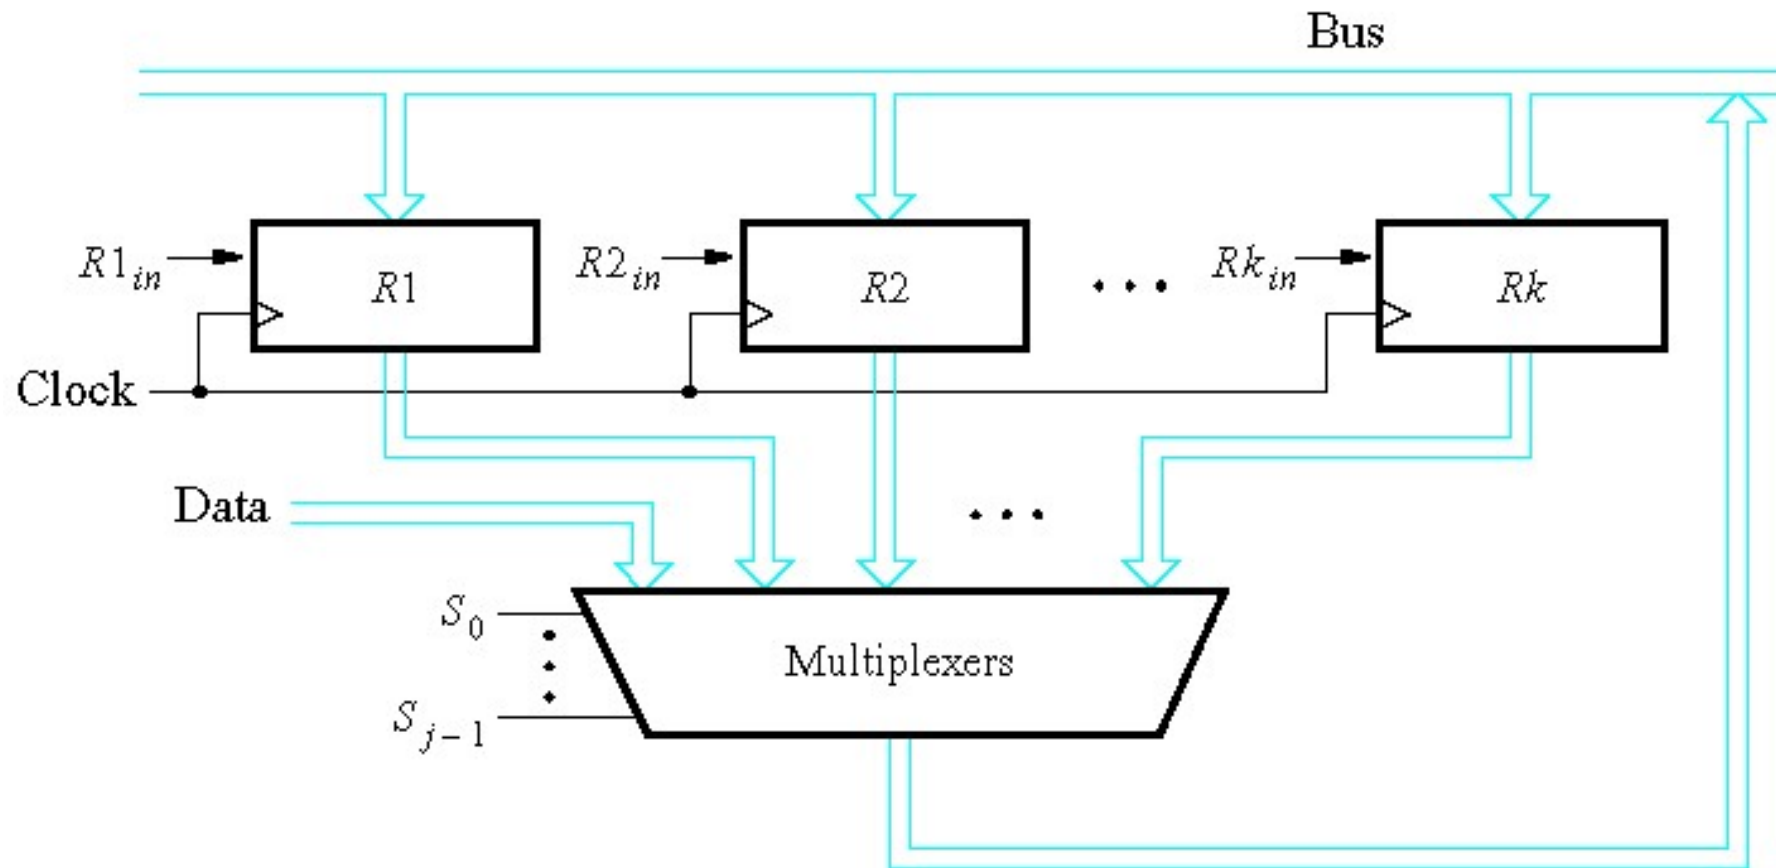 Bus
R1in
R1
R2in
R2
• • •
Rkin
Rk
Clock
Data
• • •
S0
Multiplexers
Sj−1